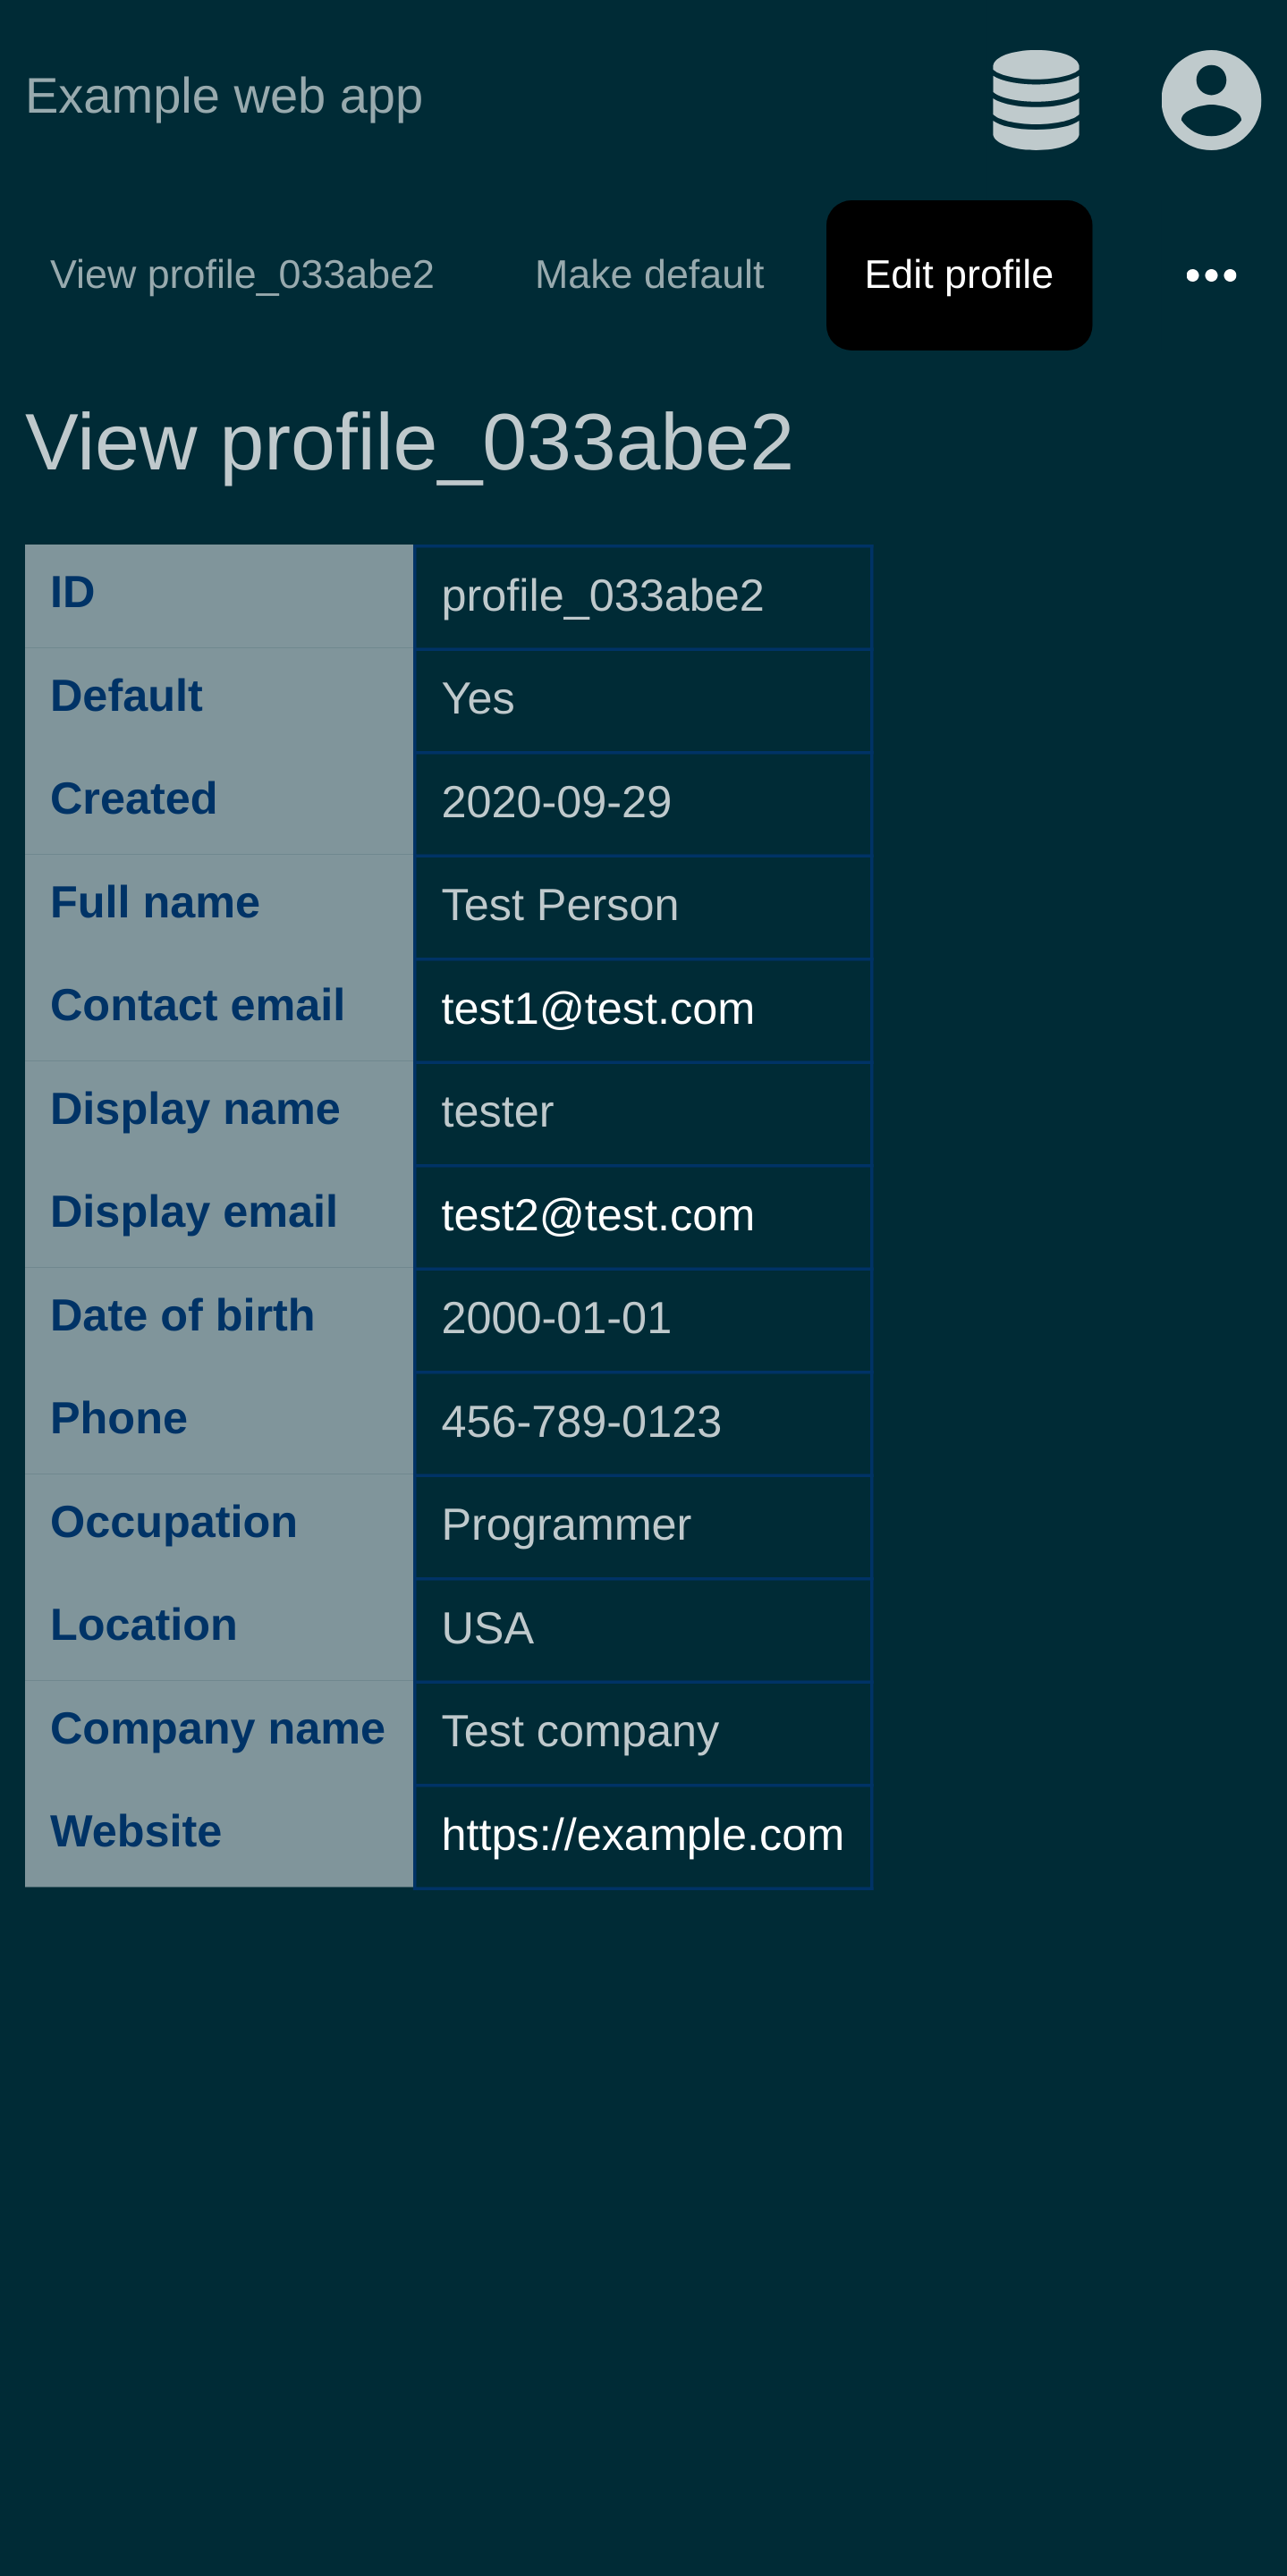 Example web app
View profile_033abe2 Make default Edit profile
View profile_033abe2
ID profile_033abe2
Default Yes
Created 2020-09-29
Full name Test Person
Contact email test1@test.com
Display name tester
Display email test2@test.com
Date of birth 2000-01-01
Phone 456-789-0123
Occupation Programmer
Location USA
Company name Test company
Website https://example.com